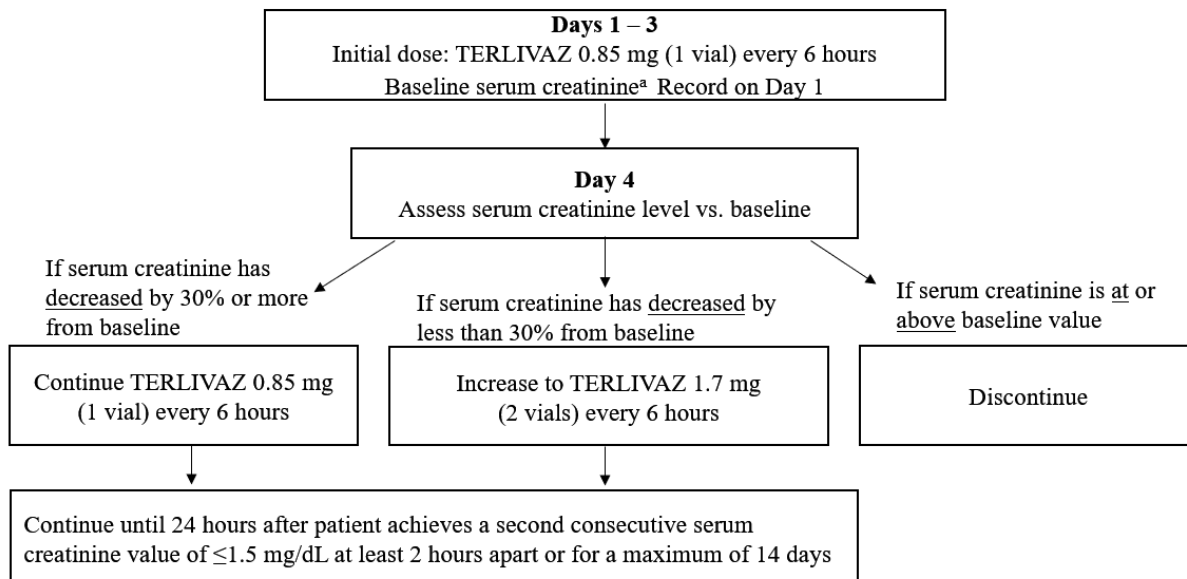 Days 1 – 3
Initial dose: TERLIVAZ 0.85 mg (1 vial) every 6 hours
Baseline serum creatinineᵃ Record on Day 1
Day 4
Assess serum creatinine level vs. baseline
If serum creatinine has
decreased by 30% or more
from baseline
If serum creatinine has decreased by
less than 30% from baseline
If serum creatinine is at or
above baseline value
Continue TERLIVAZ 0.85 mg
(1 vial) every 6 hours
Increase to TERLIVAZ 1.7 mg
(2 vials) every 6 hours
Discontinue
Continue until 24 hours after patient achieves a second consecutive serum
creatinine value of ≤1.5 mg/dL at least 2 hours apart or for a maximum of 14 days